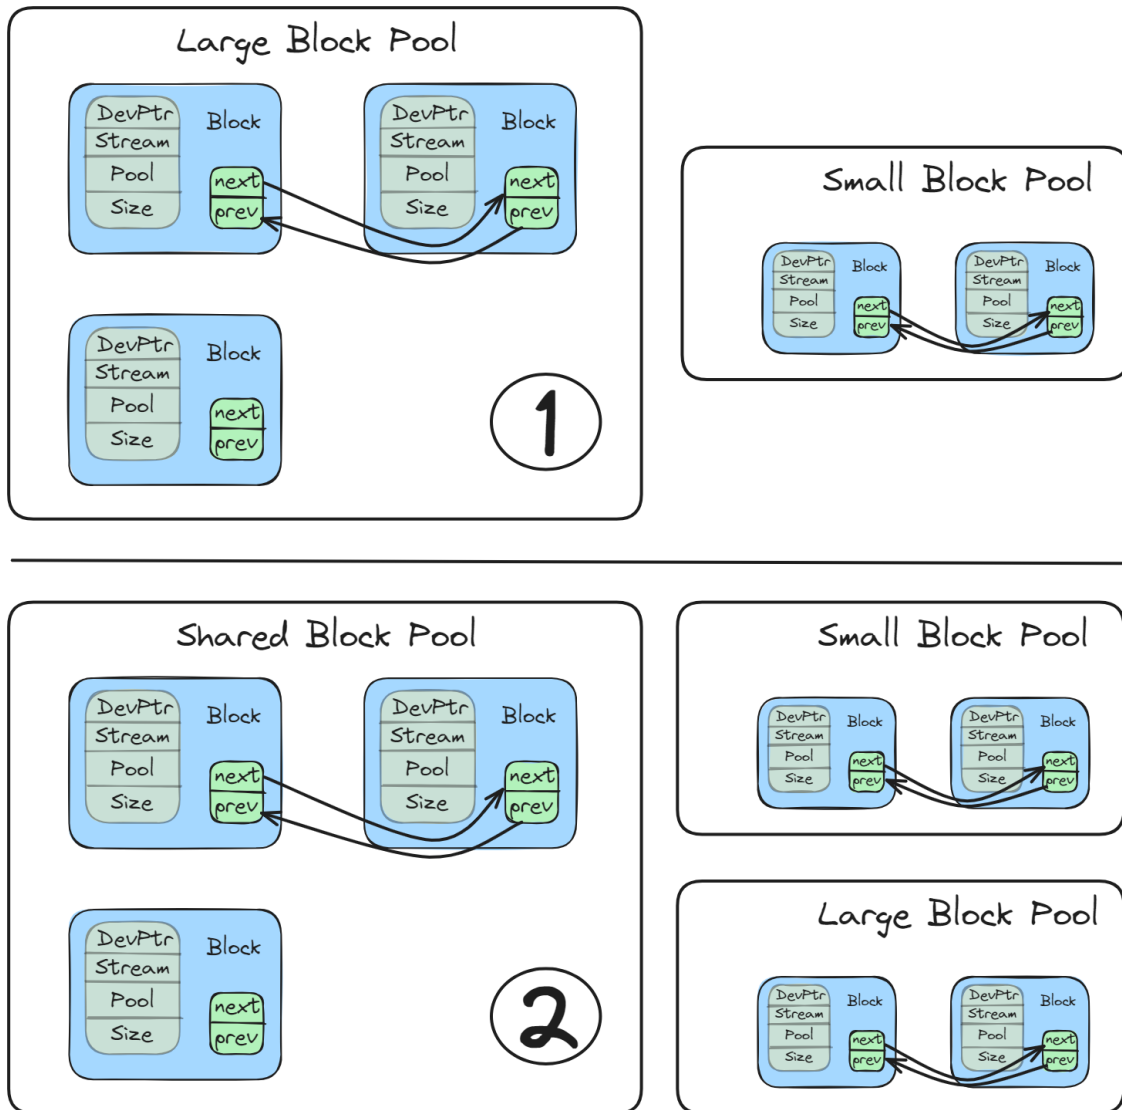 Large Block Pool
DevPtr
Stream
Pool
Size
Block
next
prev
DevPtr
Stream
Pool
Size
Block
next
prev
DevPtr
Stream
Pool
Size
Block
next
prev
1
Small Block Pool
DevPtr
Stream
Pool
Size
Block
next
prev
DevPtr
Stream
Pool
Size
Block
next
prev
Shared Block Pool
DevPtr
Stream
Pool
Size
Block
next
prev
DevPtr
Stream
Pool
Size
Block
next
prev
DevPtr
Stream
Pool
Size
Block
next
prev
2
Small Block Pool
DevPtr
Stream
Pool
Size
Block
next
prev
DevPtr
Stream
Pool
Size
Block
next
prev
Large Block Pool
DevPtr
Stream
Pool
Size
Block
next
prev
DevPtr
Stream
Pool
Size
Block
next
prev